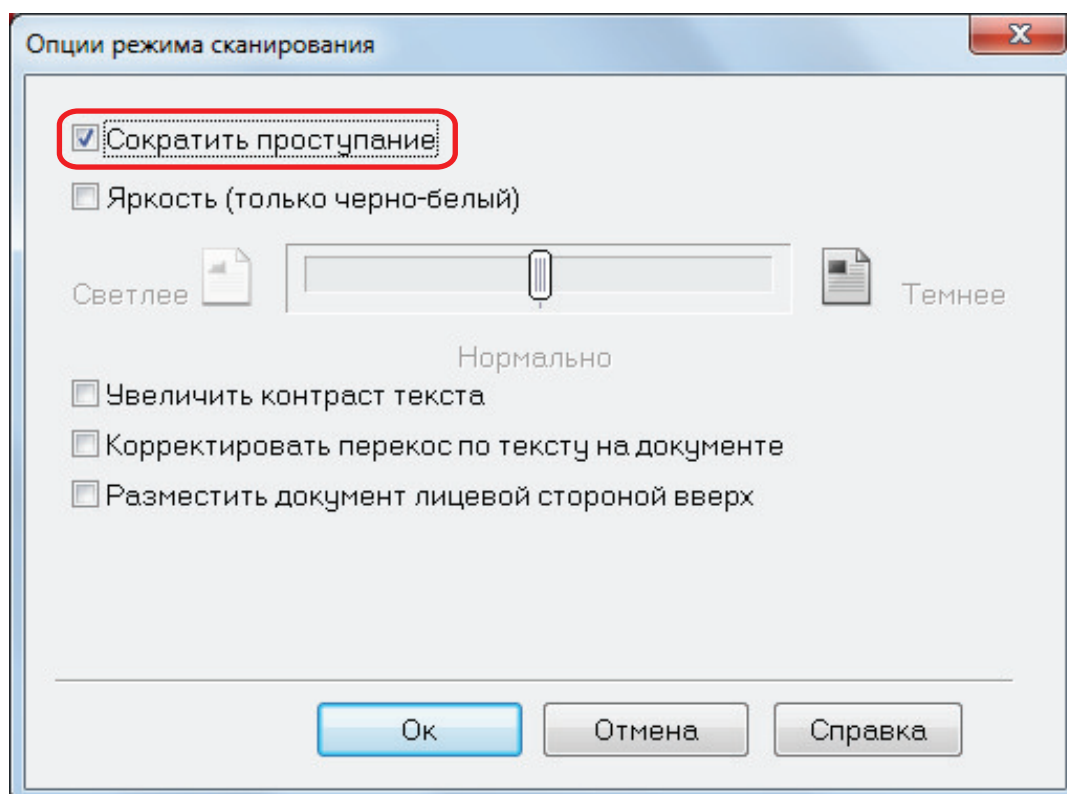 Опции режима сканирования
Сократить проступание
Яркость (только черно-белый)
Светлее
Темнее
Нормально
Увеличить контраст текста
Корректировать перекос по тексту на документе
Разместить документ лицевой стороной вверх
Ок
Отмена
Справка